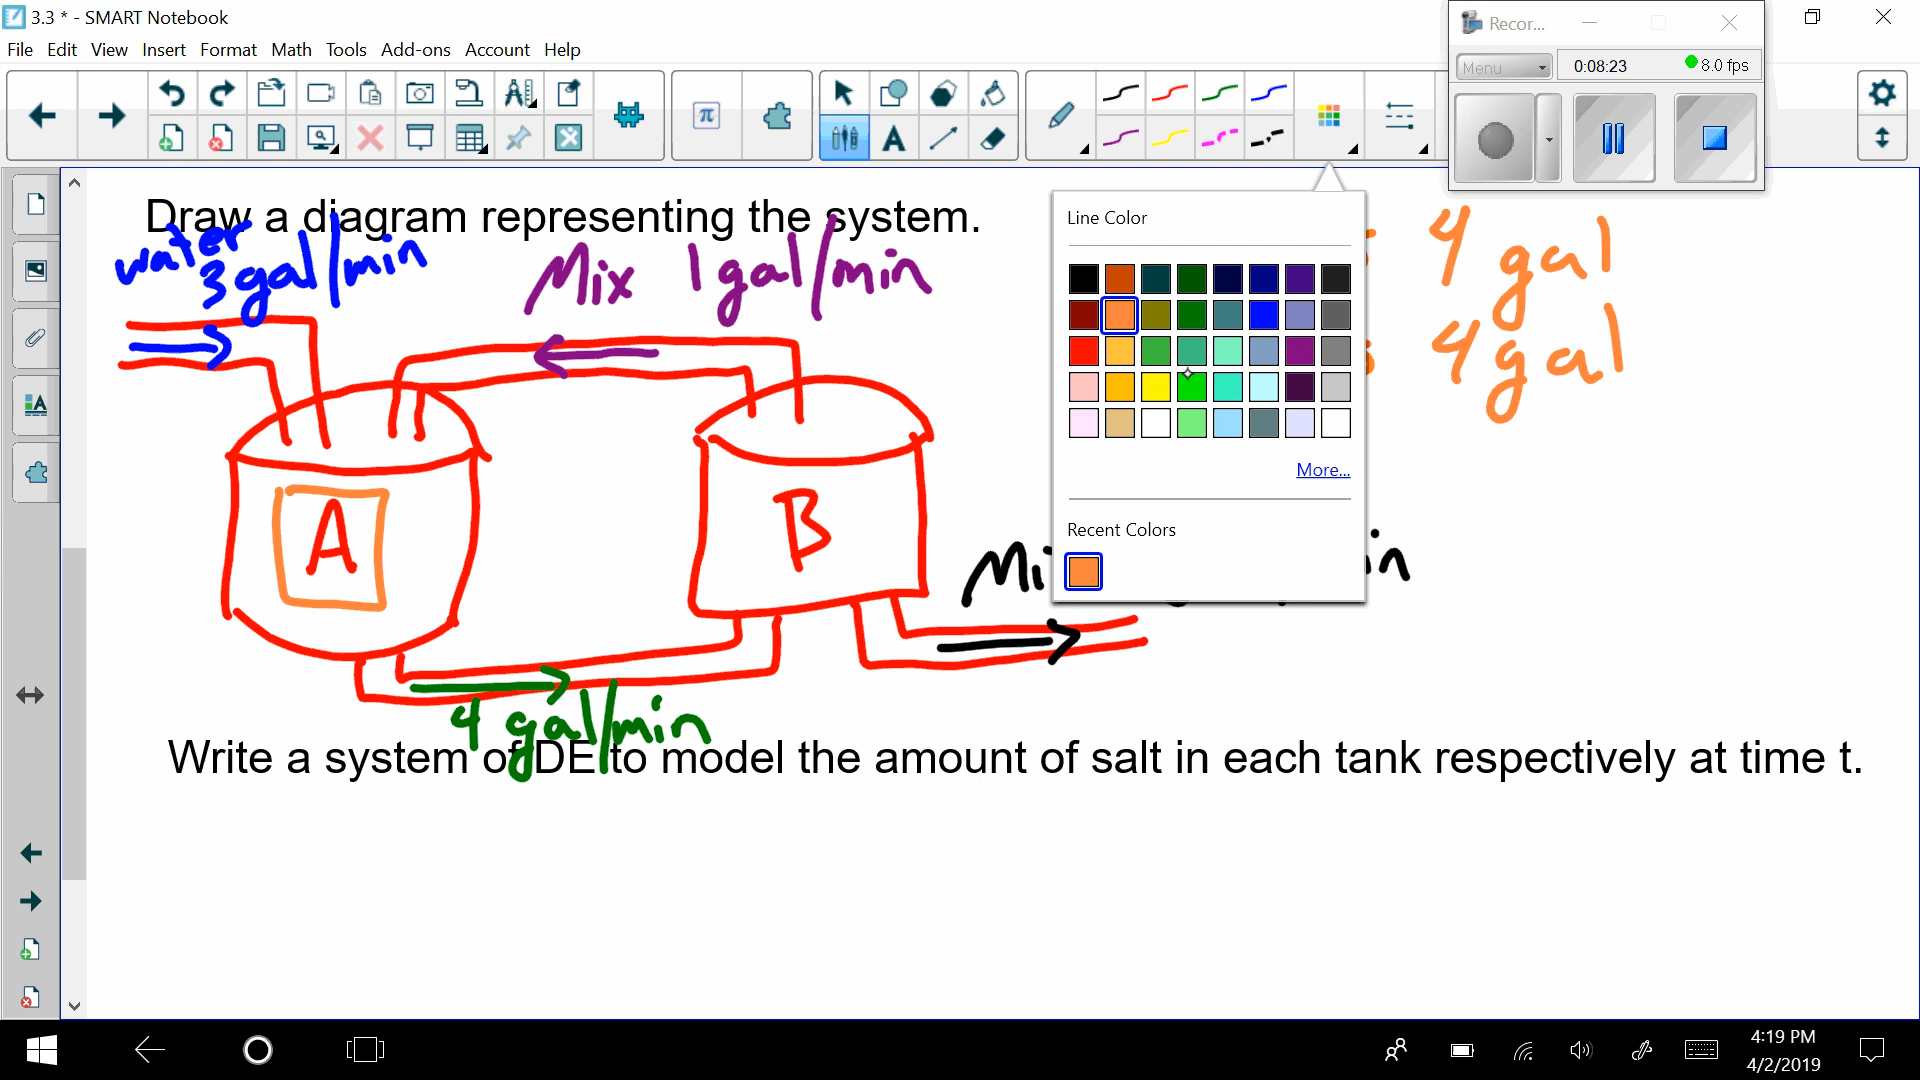 3.3 * - SMART Notebook
File Edit View Insert Format Math Tools Add-ons Account Help
Recor...
Menu
0:08:23
8.0 fps
π
A
Draw a diagram representing the system.
water
3 gal/min
Mix 1 gal/min
4 gal
4 gal
Line Color
More...
Recent Colors
A
B
in
4 gal/min
Write a system of DE to model the amount of salt in each tank respectively at time t.
4:19 PM
4/2/2019